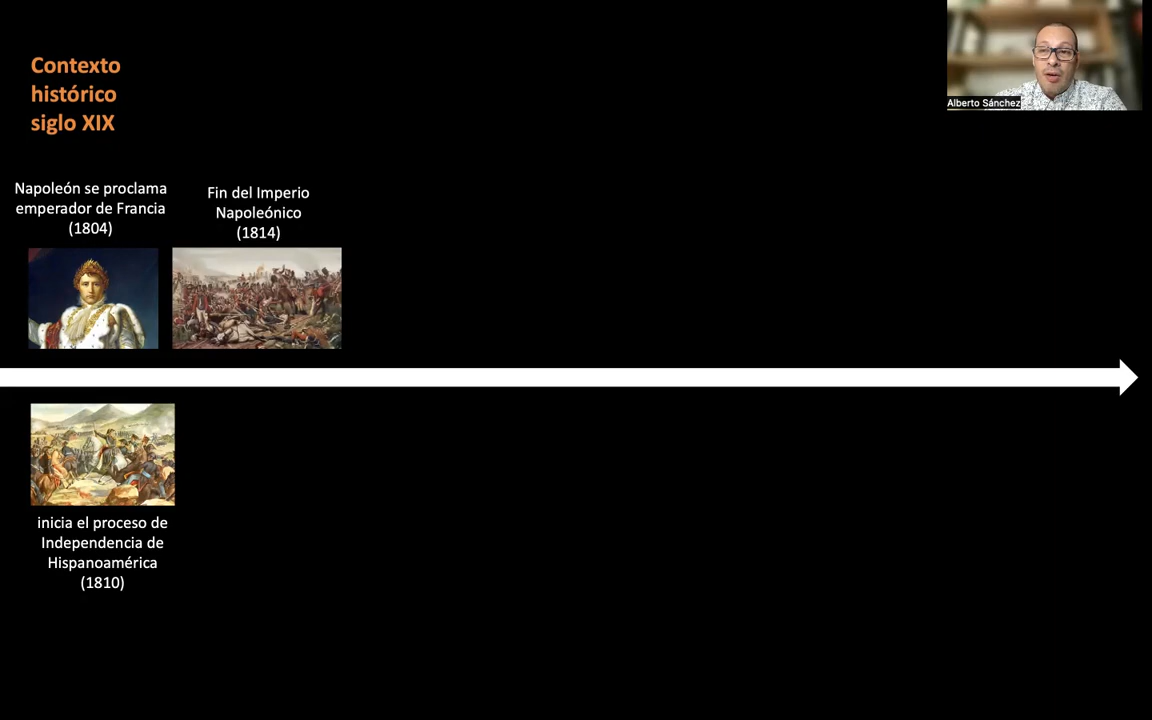 Contexto
histórico
siglo XIX
Alberto Sánchez
Napoleón se proclama
emperador de Francia
(1804)
Fin del Imperio
Napoleónico
(1814)
inicia el proceso de
Independencia de
Hispanoamérica
(1810)